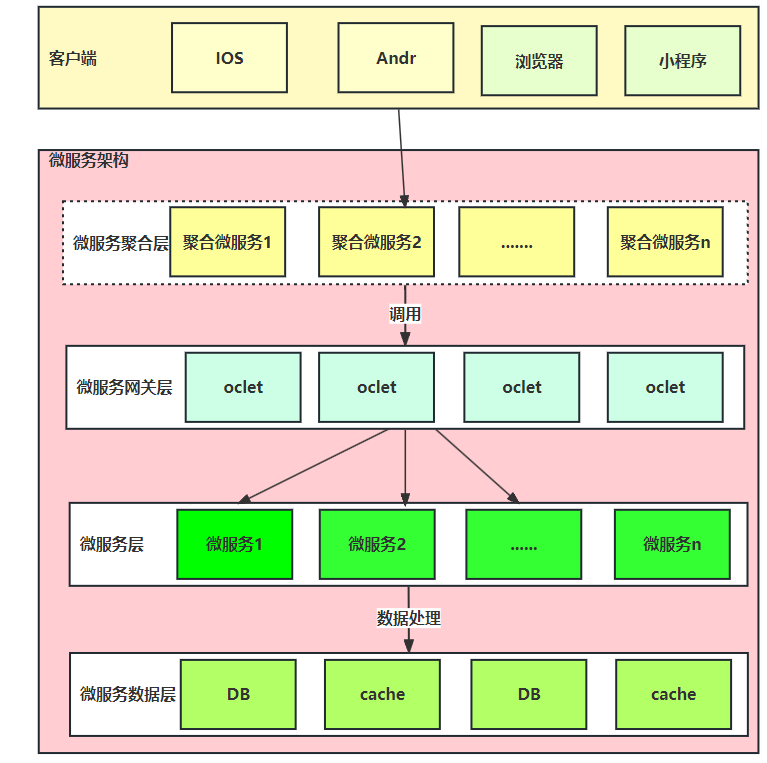 客户端
IOS
Andr
浏览器
小程序
微服务架构
微服务聚合层
聚合微服务1
聚合微服务2
.......
聚合微服务n
调用
微服务网关层
oclet
oclet
oclet
oclet
微服务层
微服务1
微服务2
......
微服务n
数据处理
微服务数据层
DB
cache
DB
cache